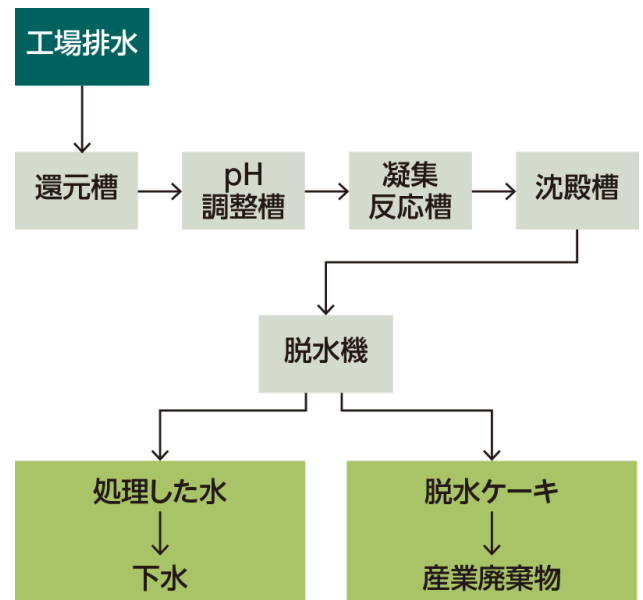 工場排水
還元槽
pH
調整槽
凝集
反応槽
沈殿槽
脱水機
処理した水
下水
脱水ケーキ
産業廃棄物